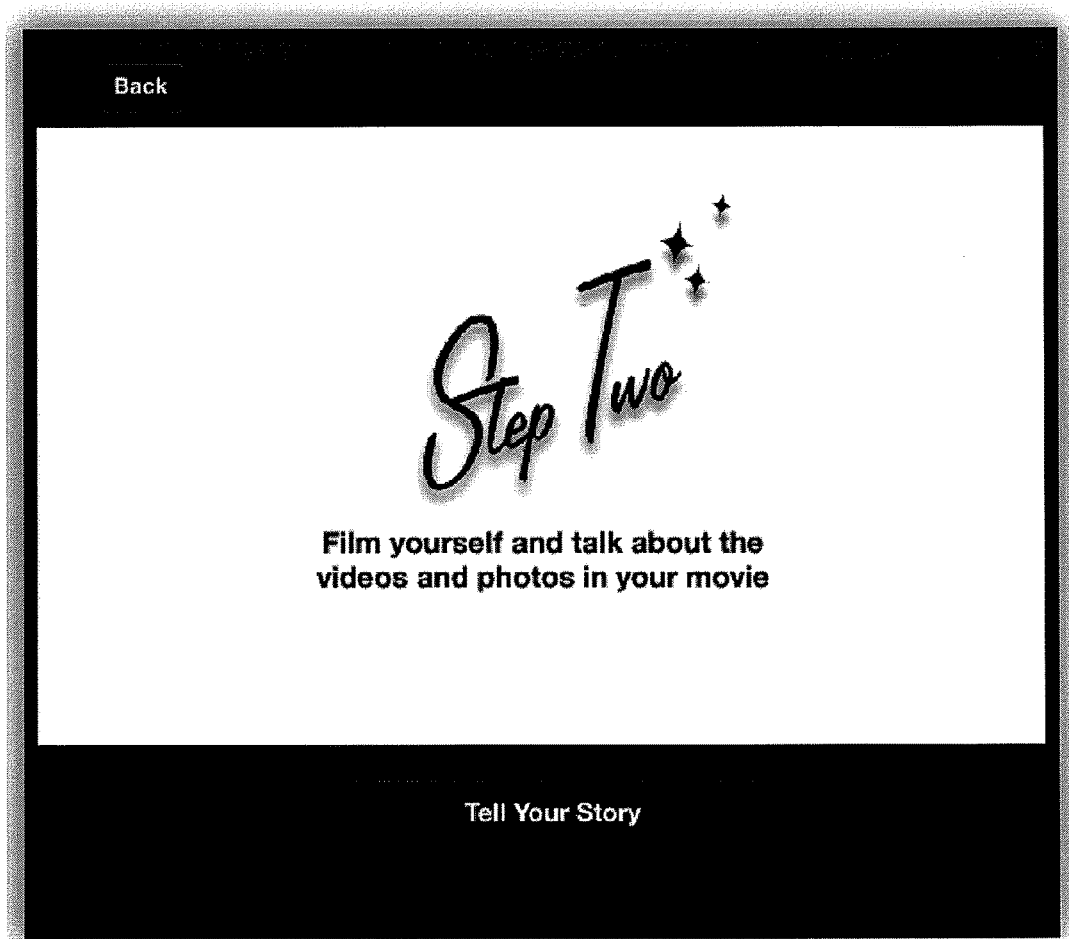 Back
Step Two
Film yourself and talk about the
videos and photos in your movie
Tell Your Story